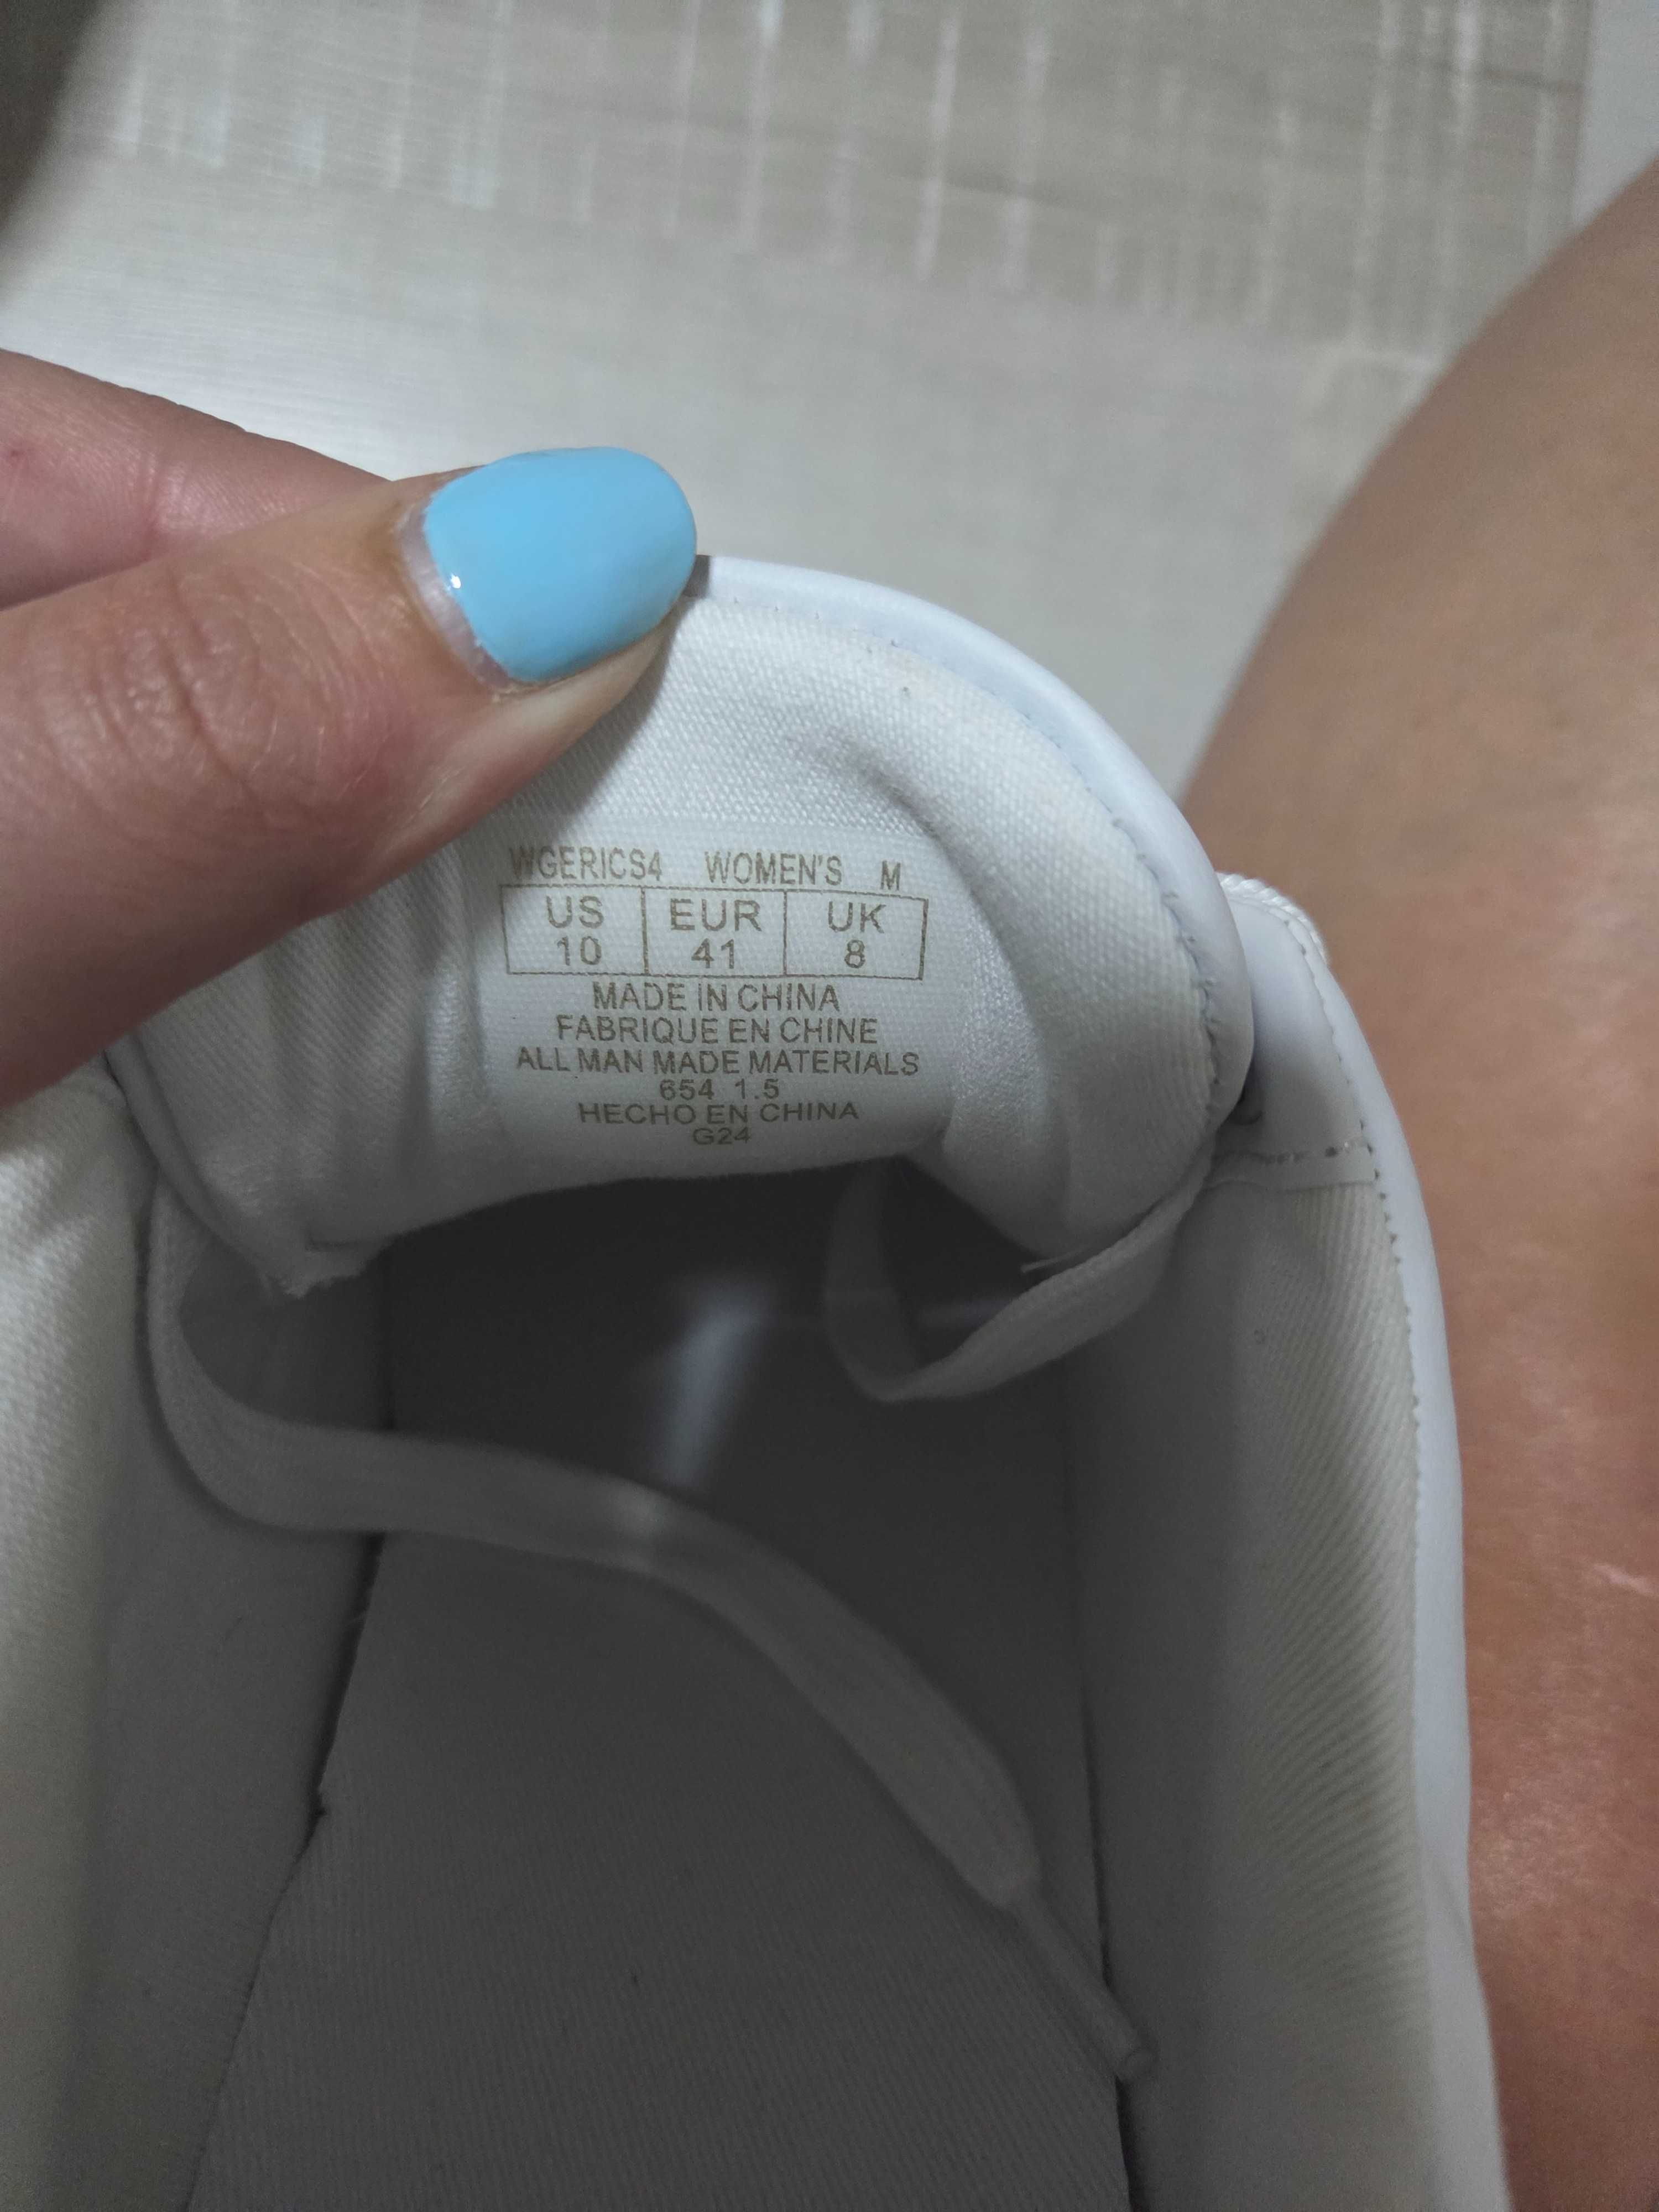 WGERICS4 WOMEN'S M
US EUR UK
10 41 8
MADE IN CHINA
FABRIQUE EN CHINE
ALL MAN MADE MATERIALS
654 1.5
HECHO EN CHINA
G24